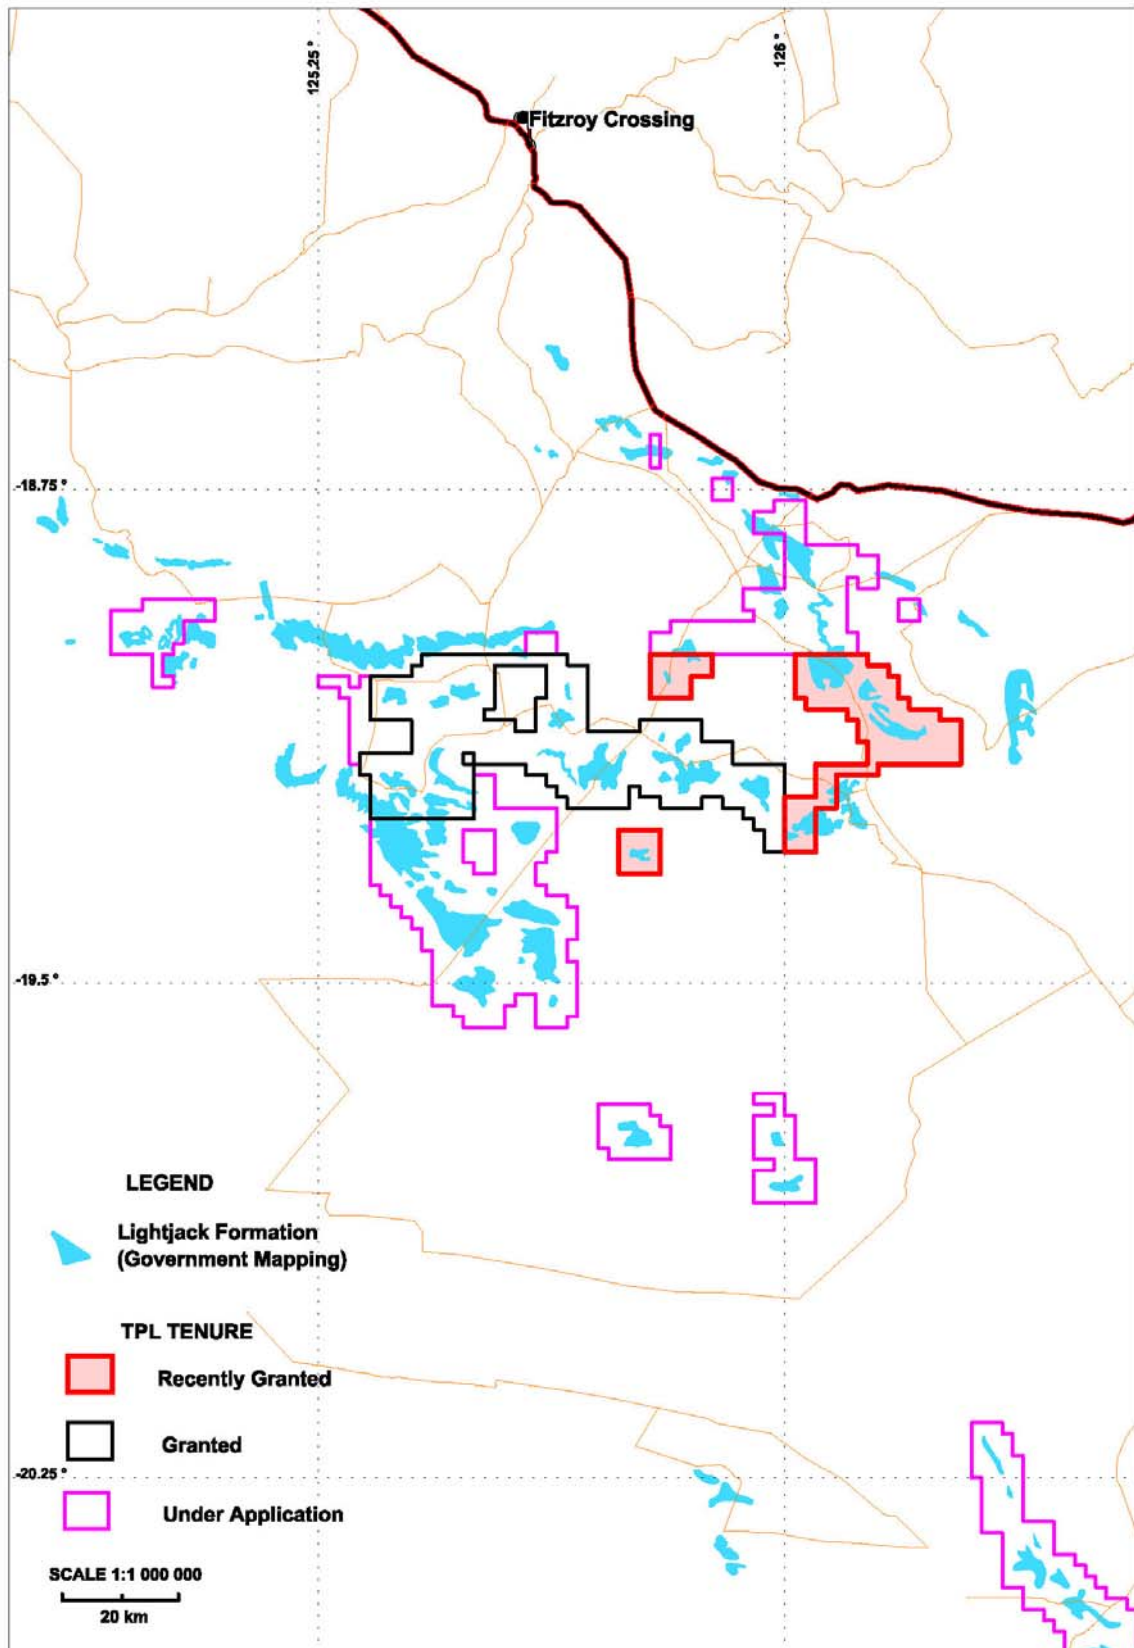 125.25 °
126 °
Fitzroy Crossing
-18.75 °
-19.5 °
LEGEND
Lightjack Formation
(Government Mapping)
TPL TENURE
Recently Granted
Granted
-20.25 °
Under Application
SCALE 1:1 000 000
20 km